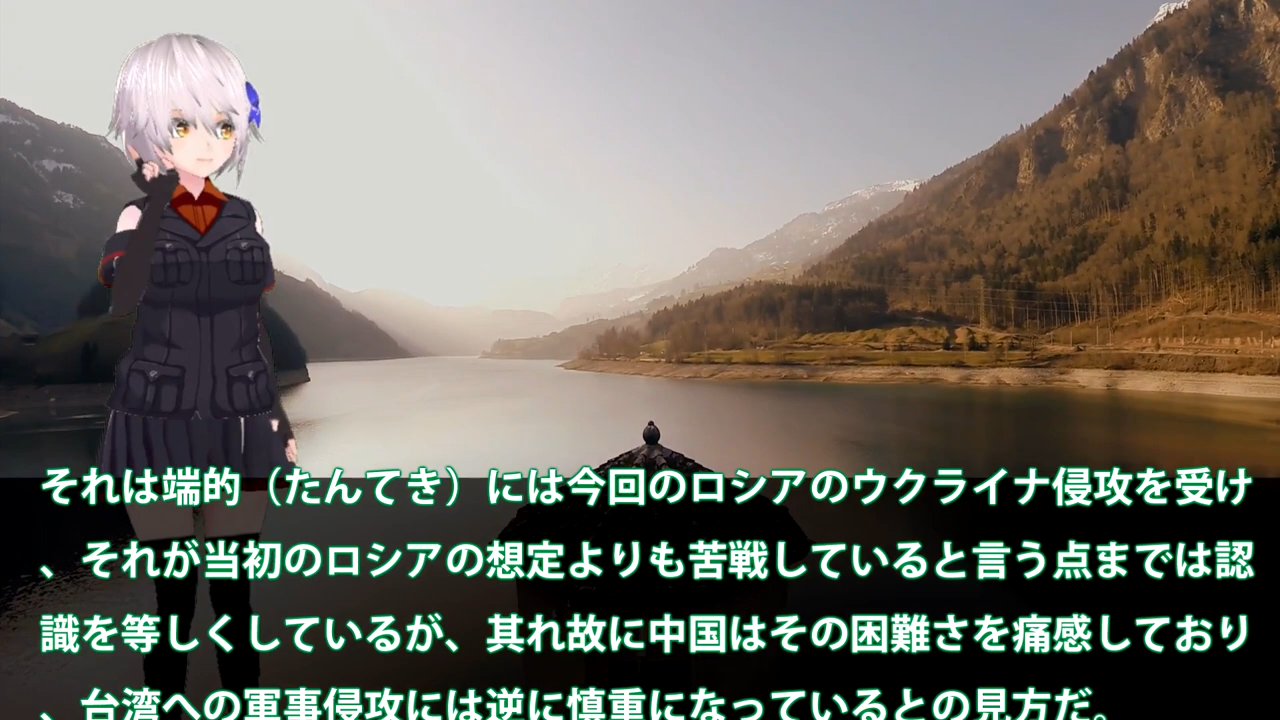 それは端的（たんてき）には今回のロシアのウクライナ侵攻を受け
、それが当初のロシアの想定よりも苦戦していると言う点までは認
識を等しくしているが、其れ故に中国はその困難さを痛感しており
、台湾への軍事侵攻には逆に慎重になっているとの見方だ。